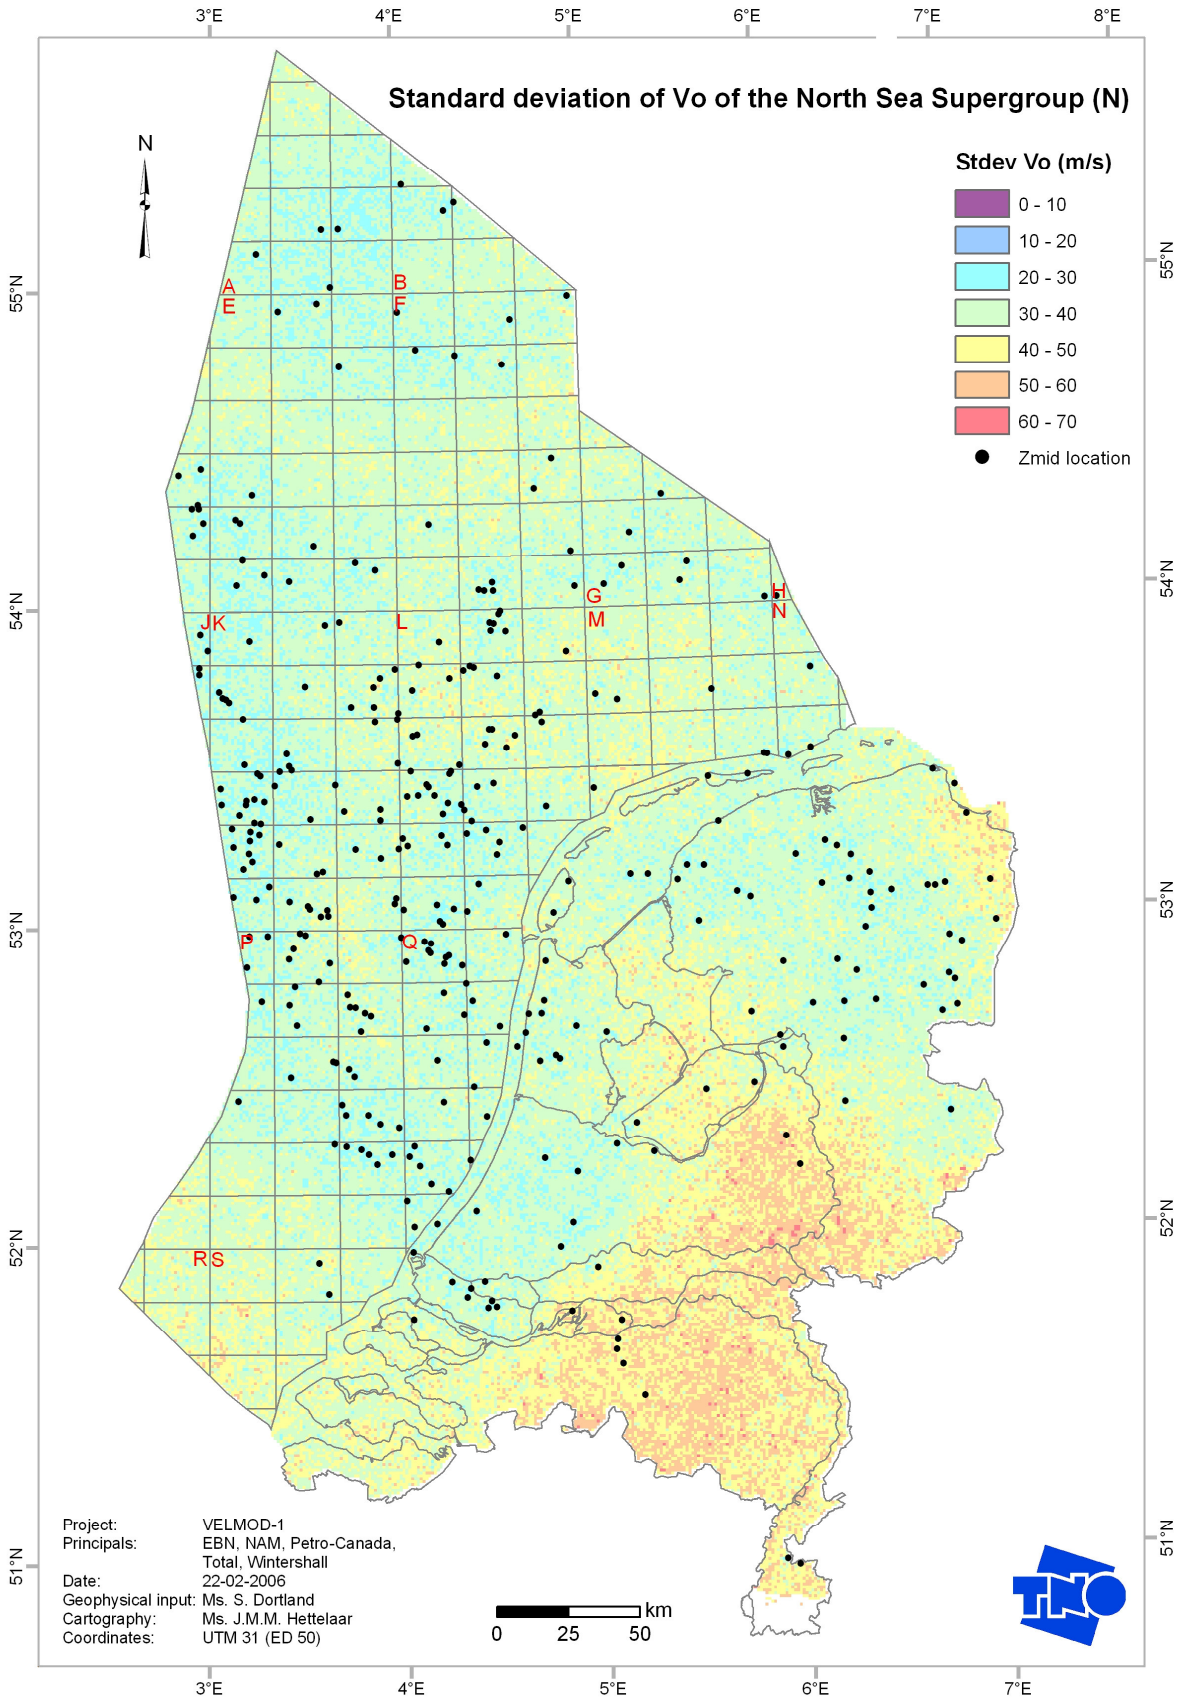 3°E 4°E 5°E 6°E 7°E 8°E
Standard deviation of Vo of the North Sea Supergroup (N)
N
Stdev Vo (m/s)
0 - 10
10 - 20
20 - 30
30 - 40
40 - 50
50 - 60
60 - 70
Zmid location
55°N
55°N
A
B
E
F
54°N
54°N
G
H
JK
L
M
N
53°N
53°N
P
Q
52°N
52°N
RS
51°N
51°N
Project: VELMOD-1
Principals: EBN, NAM, Petro-Canada,
Total, Wintershall
Date: 22-02-2006
Geophysical input: Ms. S. Dortland
Cartography: Ms. J.M.M. Hettelaar
Coordinates: UTM 31 (ED 50)
km
0 25 50
TNO
3°E 4°E 5°E 6°E 7°E